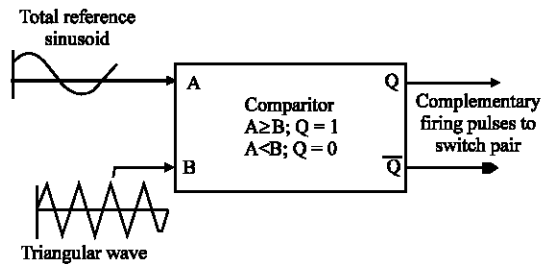 Total reference
sinusoid
A
Q
Comparitor
A≥B; Q = 1
A<B; Q = 0
Complementary
firing pulses to
switch pair
B
Q̅
Triangular wave